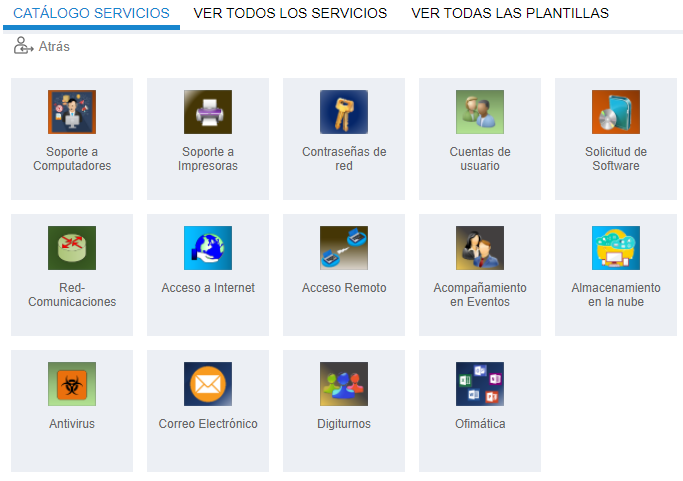 CATÁLOGO SERVICIOS VER TODOS LOS SERVICIOS VER TODAS LAS PLANTILLAS
Atrás
Soporte a
Computadores
Soporte a
Impresoras
Contraseñas de
red
Cuentas de
usuario
Solicitud de
Software
Red-
Comunicaciones
Acceso a Internet
Acceso Remoto
Acompañamiento
en Eventos
Almacenamiento
en la nube
Antivirus
Correo Electrónico
Digiturnos
Ofimática